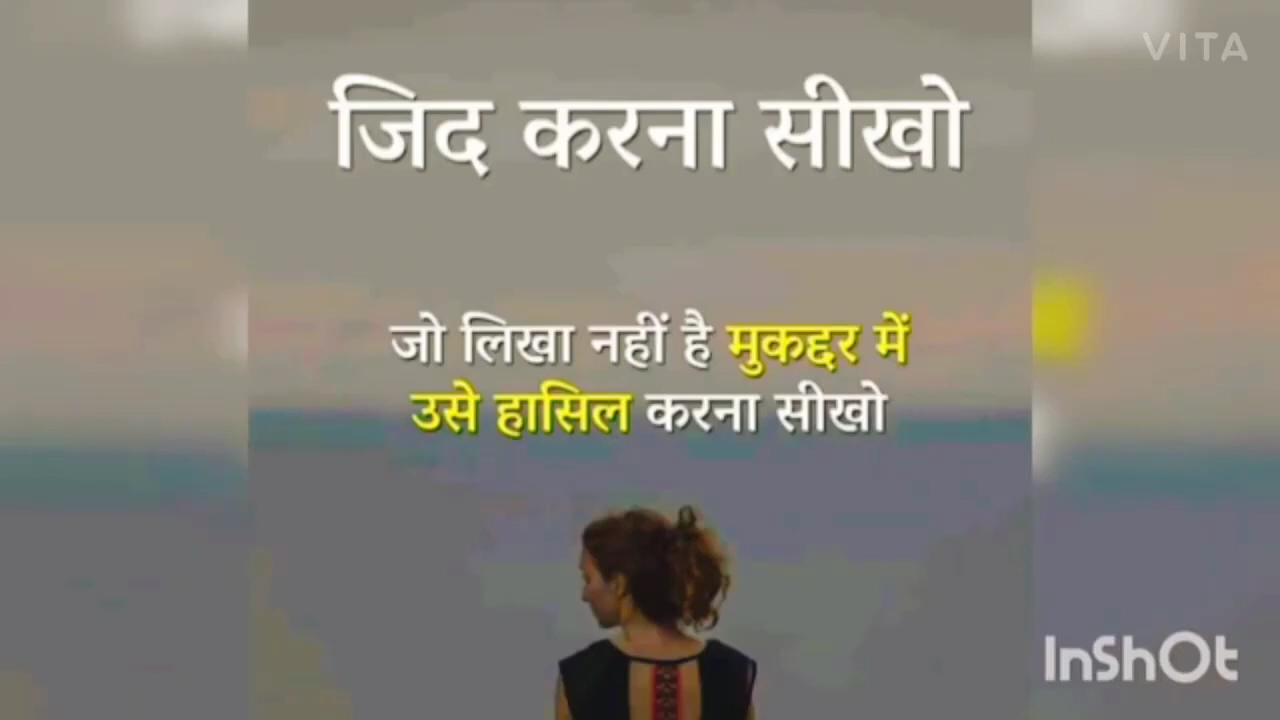 VITA
जिद करना सीखो
जो लिखा नहीं है मुकद्दर में
उसे हासिल करना सीखो
InShOt